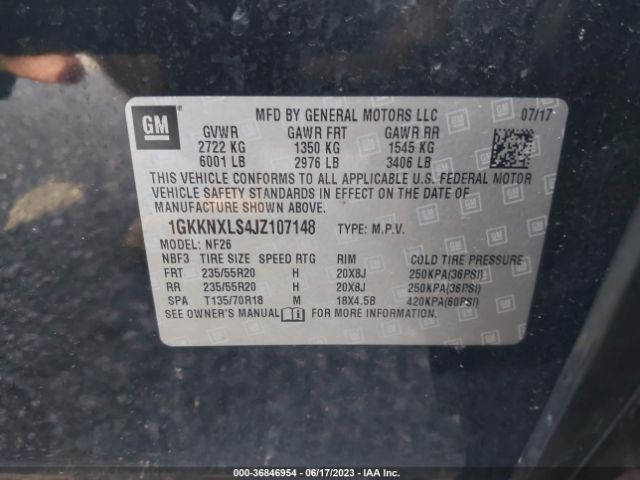 GM
MFD BY GENERAL MOTORS LLC 07/17
GVWR GAWR FRT GAWR RR
2722 KG 1350 KG 1545 KG
6001 LB 2976 LB 3406 LB
THIS VEHICLE CONFORMS TO ALL APPLICABLE U.S. FEDERAL MOTOR
VEHICLE SAFETY STANDARDS IN EFFECT ON THE DATE OF
MANUFACTURE SHOWN ABOVE.
1GKKNXLS4JZ107148 TYPE: M.P.V.
MODEL: NF26
NBF3 TIRE SIZE SPEED RTG RIM COLD TIRE PRESSURE
FRT 235/55R20 H 20X8J 250KPA(36PSI)
RR 235/55R20 H 20X8J 250KPA(36PSI)
SPA T135/70R18 M 18X4.5B 420KPA(60PSI)
SEE OWNER'S MANUAL FOR MORE INFORMATION.
000-36846954 - 06/17/2023 - IAA Inc.